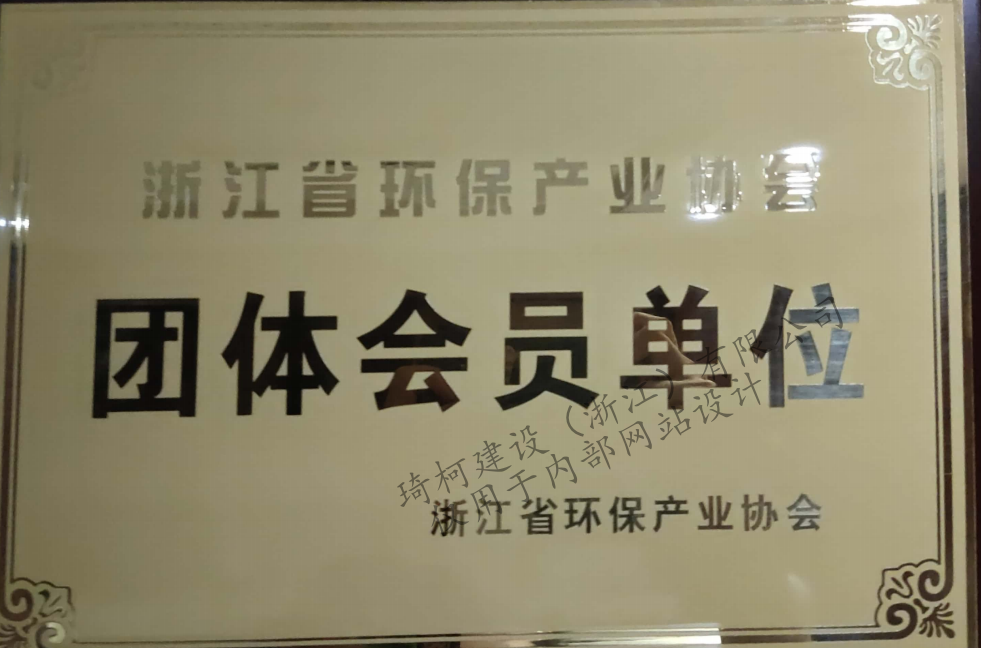 浙江省环保产业协会
团体会员单位
琦柯建设（浙江）有限公司
用于内部网站设计
浙江省环保产业协会